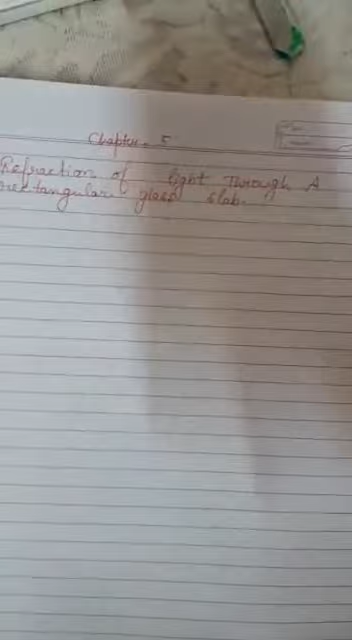 Chapter - 5
Refraction of light Through A
rectangular glass slab.